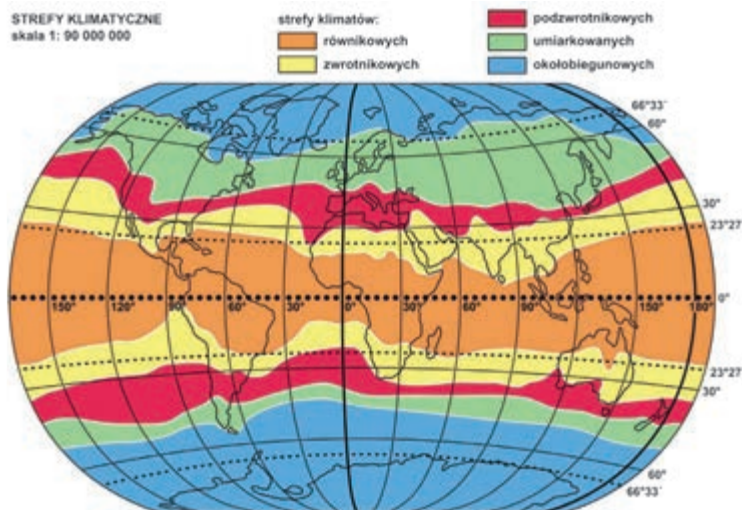 STREFY KLIMATYCZNE
skala 1: 90 000 000
strefy klimatów:
równikowych
zwrotnikowych
podzwrotnikowych
umiarkowanych
okołobiegunowych
66°33´
60°
30°
23°27
150° 120° 90° 60° 30° 0° 30° 60° 90° 120° 150° 180° 0°
23°27
30°
60°
66°33´